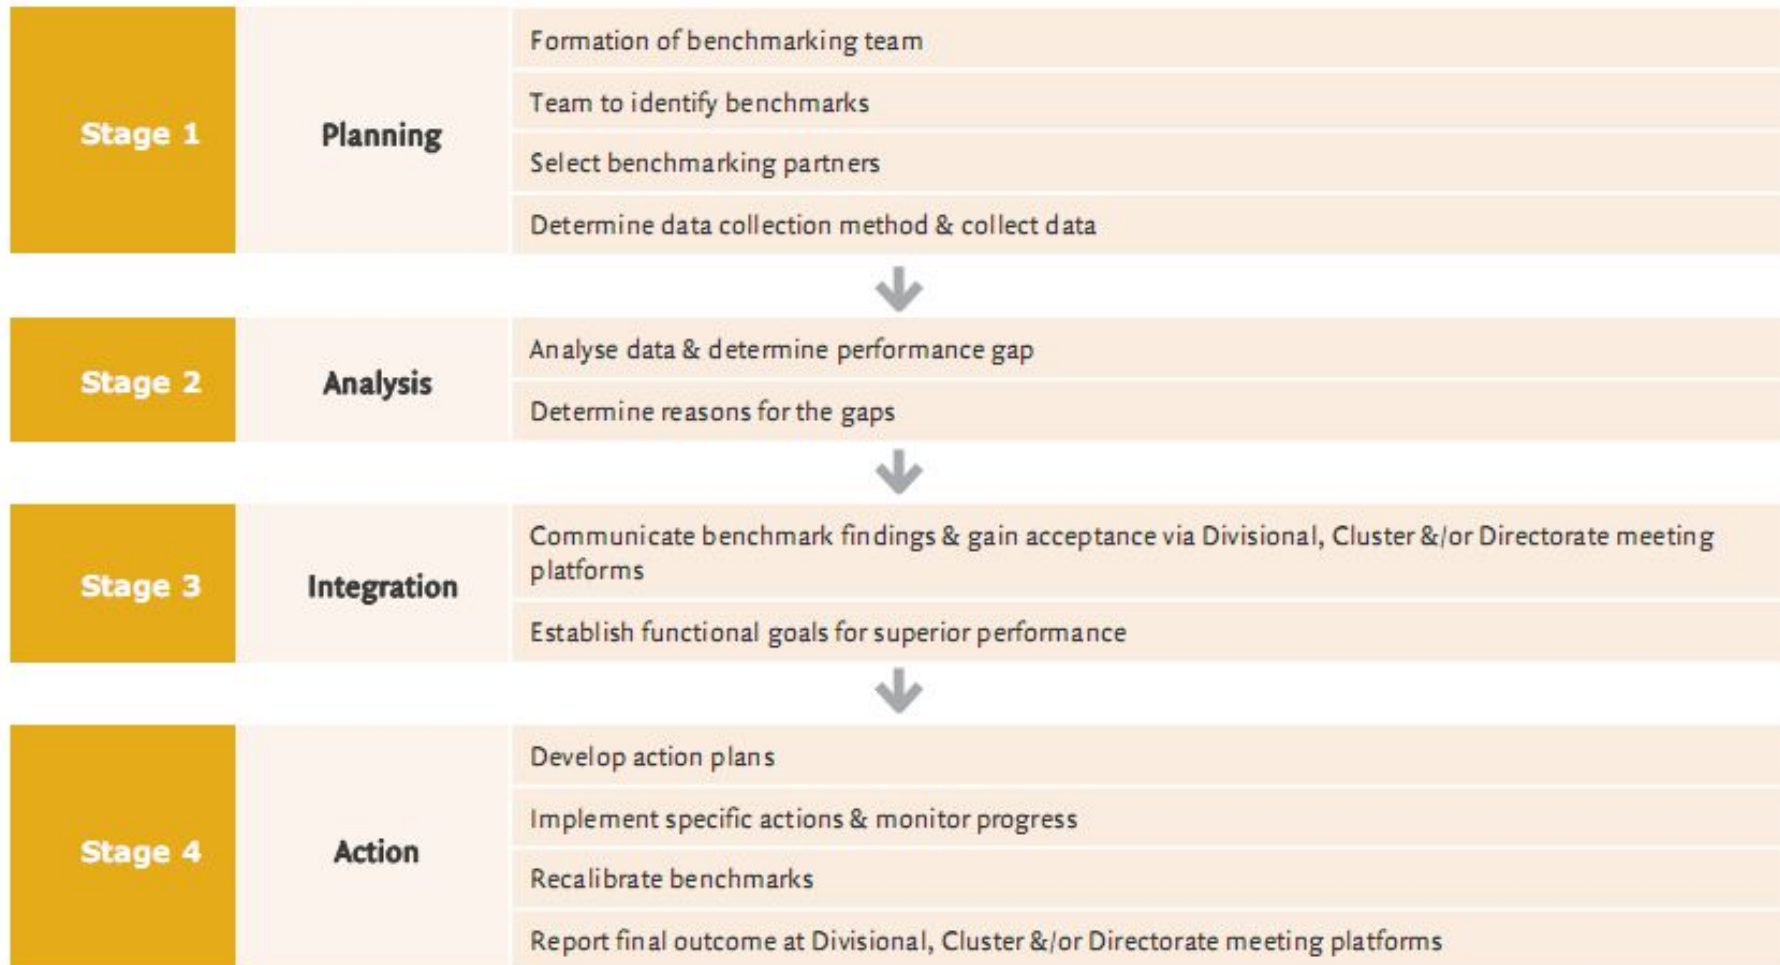 Stage 1
Planning
Formation of benchmarking team
Team to identify benchmarks
Select benchmarking partners
Determine data collection method & collect data
Stage 2
Analysis
Analyse data & determine performance gap
Determine reasons for the gaps
Stage 3
Integration
Communicate benchmark findings & gain acceptance via Divisional, Cluster &/or Directorate meeting
platforms
Establish functional goals for superior performance
Stage 4
Action
Develop action plans
Implement specific actions & monitor progress
Recalibrate benchmarks
Report final outcome at Divisional, Cluster &/or Directorate meeting platforms